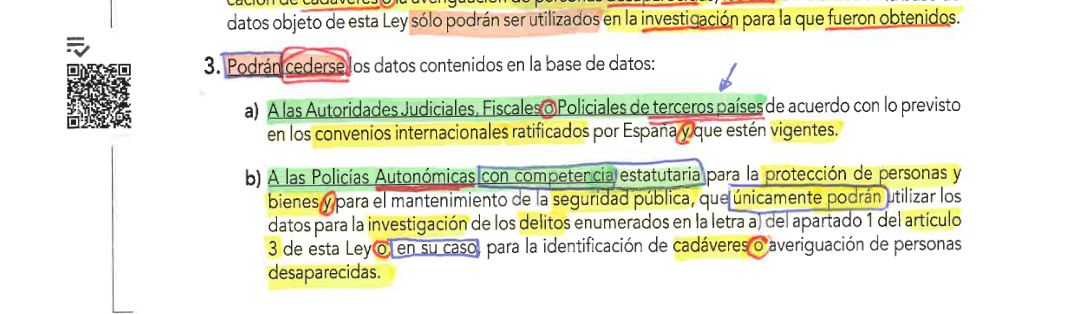 datos objeto de esta Ley sólo podrán ser utilizados en la investigación para la que fueron obtenidos.
3. Podrán cederse los datos contenidos en la base de datos:
a) A las Autoridades Judiciales, Fiscales o Policiales de terceros países de acuerdo con lo previsto
en los convenios internacionales ratificados por España y que estén vigentes.
b) A las Policías Autonómicas con competencia estatutaria para la protección de personas y
bienes y para el mantenimiento de la seguridad pública, que únicamente podrán utilizar los
datos para la investigación de los delitos enumerados en la letra a) del apartado 1 del artículo
3 de esta Ley o en su caso, para la identificación de cadáveres o averiguación de personas
desaparecidas.